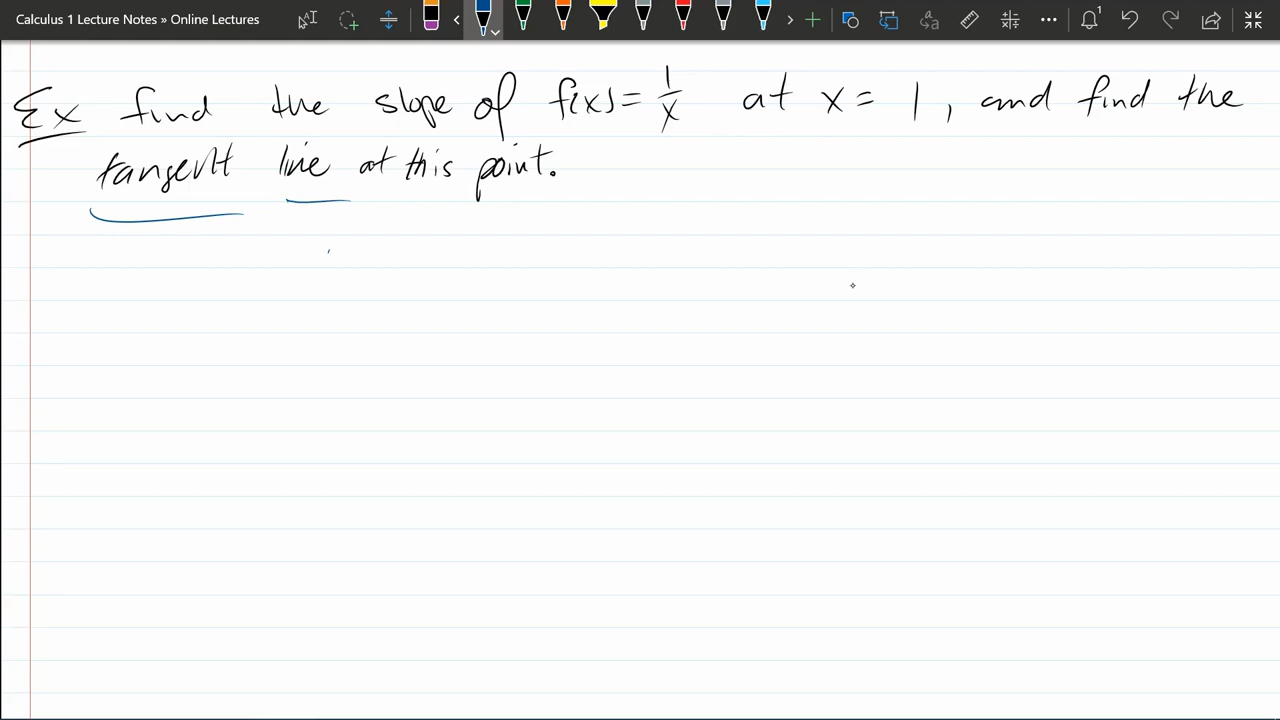 Calculus 1 Lecture Notes » Online Lectures
1
Ex find the slope of f(x) = 1/x at x = 1, and find the
tangent line at this point.